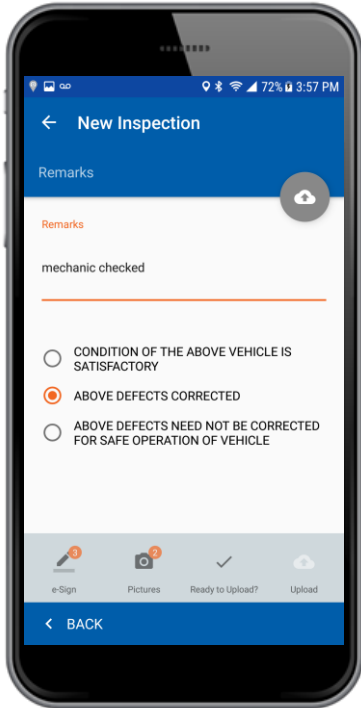 72% 3:57 PM
New Inspection
Remarks
Remarks
mechanic checked
CONDITION OF THE ABOVE VEHICLE IS
SATISFACTORY
ABOVE DEFECTS CORRECTED
ABOVE DEFECTS NEED NOT BE CORRECTED
FOR SAFE OPERATION OF VEHICLE
3 2
e-Sign Pictures Ready to Upload? Upload
BACK